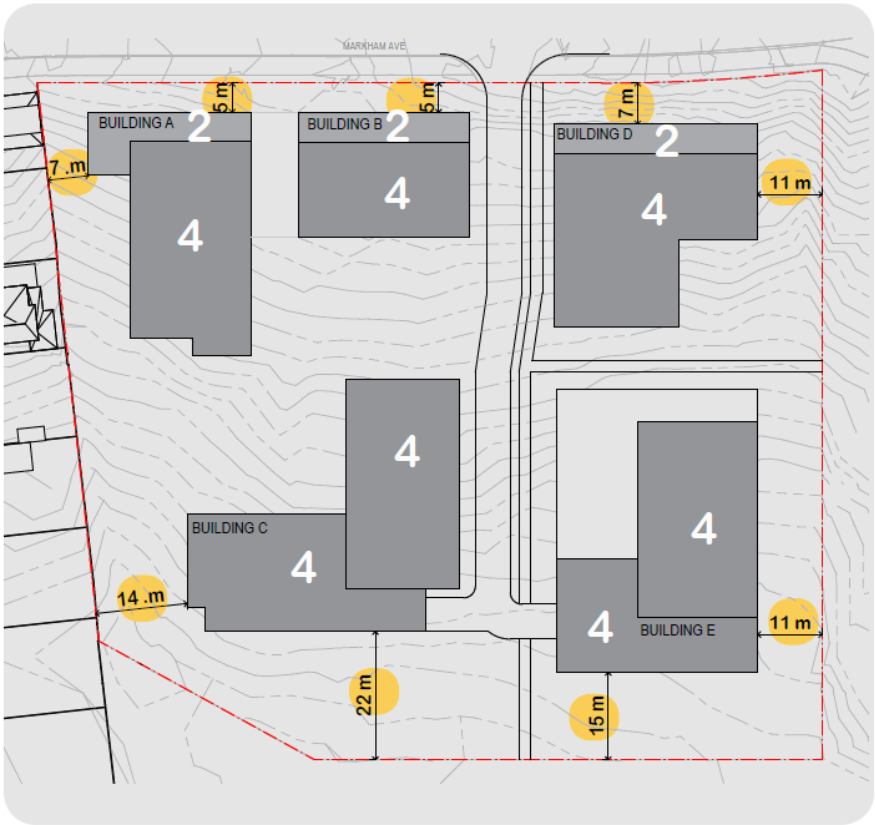 MARKHAM AVE
5 m
5 m
7 m
BUILDING A
2
BUILDING B
2
BUILDING D
2
7 .m
11 m
4
4
4
4
BUILDING C
4
4
14 .m
4
BUILDING E
11 m
22 m
15 m